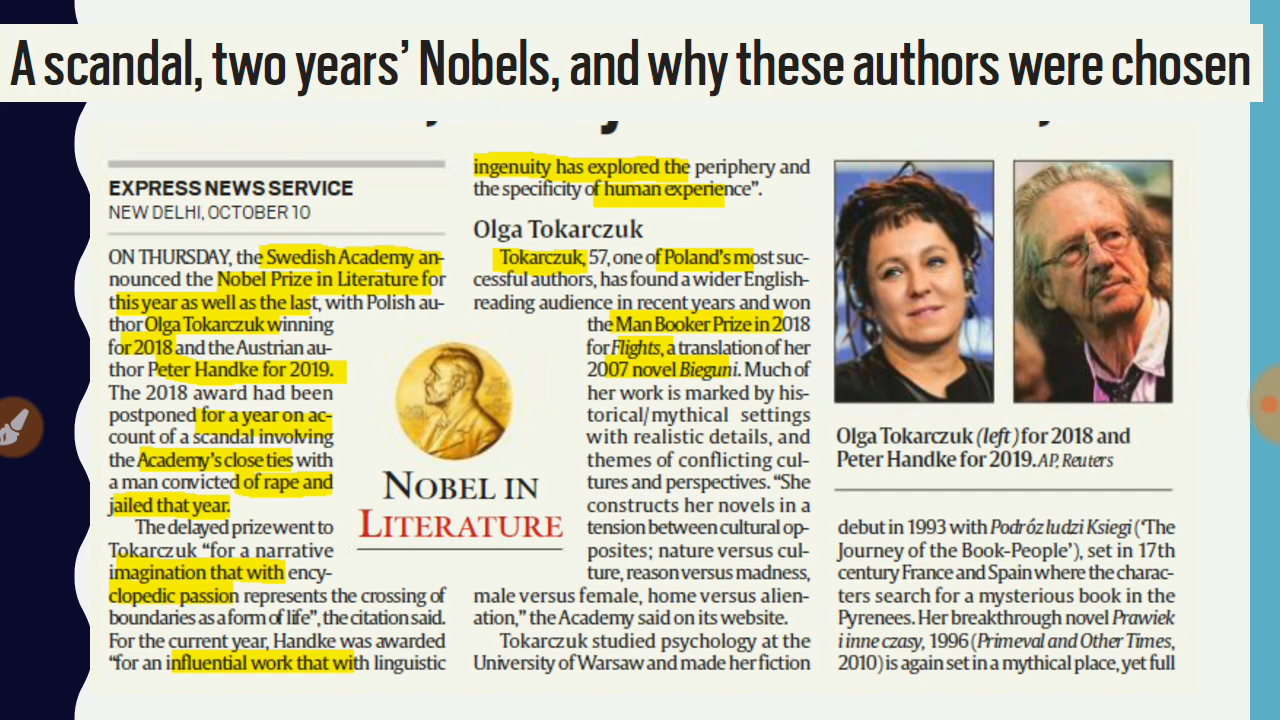 A scandal, two years’ Nobels, and why these authors were chosen
EXPRESS NEWS SERVICE
NEW DELHI, OCTOBER 10
ON THURSDAY, the Swedish Academy an-
nounced the Nobel Prize in Literature for
this year as well as the last, with Polish au-
thor Olga Tokarczuk winning
for 2018 and the Austrian au-
thor Peter Handke for 2019.
The 2018 award had been
postponed for a year on ac-
count of a scandal involving
the Academy’s close ties with
a man convicted of rape and
jailed that year.
The delayed prize went to
Tokarczuk “for a narrative
imagination that with ency-
clopedic passion represents the crossing of
boundaries as a form of life”, the citation said.
For the current year, Handke was awarded
“for an influential work that with linguistic
ingenuity has explored the periphery and
the specificity of human experience”.
Olga Tokarczuk
Tokarczuk, 57, one of Poland’s most suc-
cessful authors, has found a wider English-
reading audience in recent years and won
the Man Booker Prize in 2018
for Flights, a translation of her
2007 novel Bieguni. Much of
her work is marked by his-
torical/mythical settings
with realistic details, and
themes of conflicting cul-
tures and perspectives. “She
constructs her novels in a
tension between cultural op-
posites; nature versus cul-
ture, reason versus madness,
male versus female, home versus alien-
ation,” the Academy said on its website.
Tokarczuk studied psychology at the
University of Warsaw and made her fiction
NOBEL IN
LITERATURE
Olga Tokarczuk (left) for 2018 and
Peter Handke for 2019. AP, Reuters
debut in 1993 with Podróz ludzi Ksiegi (‘The
Journey of the Book-People’), set in 17th
century France and Spain where the charac-
ters search for a mysterious book in the
Pyrenees. Her breakthrough novel Prawiek
i inne czasy, 1996 (Primeval and Other Times,
2010) is again set in a mythical place, yet full